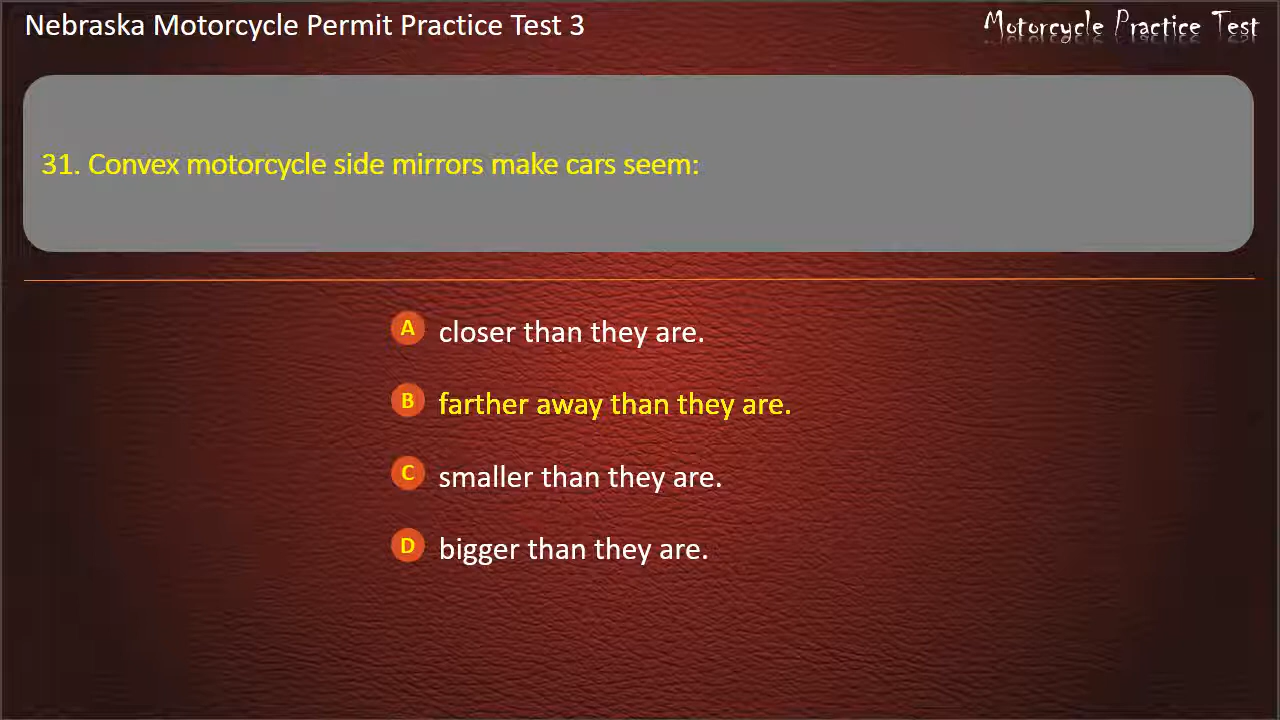 Nebraska Motorcycle Permit Practice Test 3
Motorcycle Practice Test
31. Convex motorcycle side mirrors make cars seem:
A closer than they are.
B farther away than they are.
C smaller than they are.
D bigger than they are.